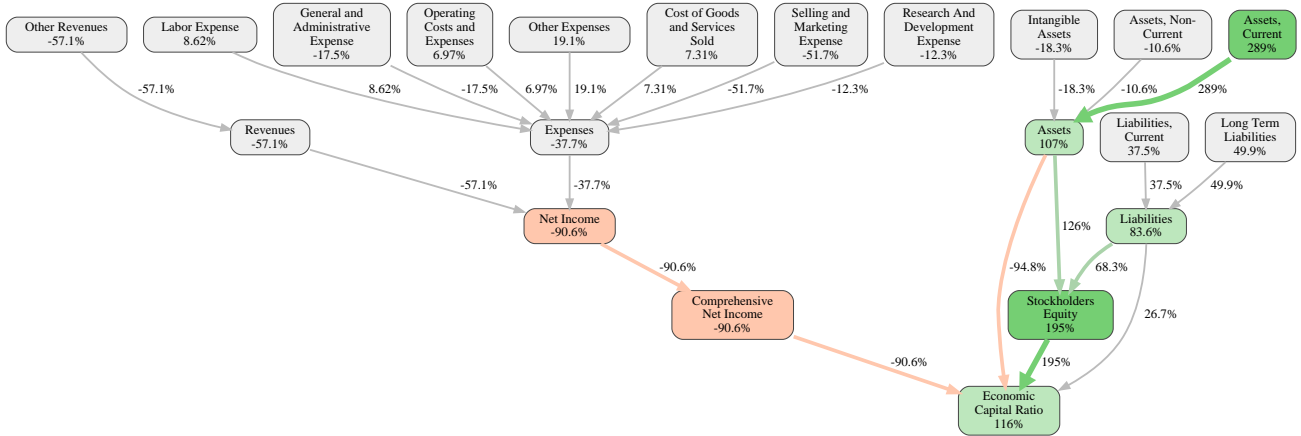 Other Revenues
-57.1%
Labor Expense
8.62%
General and
Administrative
Expense
-17.5%
Operating
Costs and
Expenses
6.97%
Other Expenses
19.1%
Cost of Goods
and Services
Sold
7.31%
Selling and
Marketing
Expense
-51.7%
Research And
Development
Expense
-12.3%
Intangible
Assets
-18.3%
Assets, Non-
Current
-10.6%
Assets,
Current
289%
-57.1%
8.62%
-17.5%
6.97%
19.1%
7.31%
-51.7%
-12.3%
-18.3%
-10.6%
289%
Revenues
-57.1%
Expenses
-37.7%
Assets
107%
Liabilities,
Current
37.5%
Long Term
Liabilities
49.9%
-57.1%
-37.7%
37.5%
49.9%
Net Income
-90.6%
Liabilities
83.6%
126%
-90.6%
-94.8%
68.3%
Comprehensive
Net Income
-90.6%
Stockholders
Equity
195%
26.7%
-90.6%
195%
Economic
Capital Ratio
116%